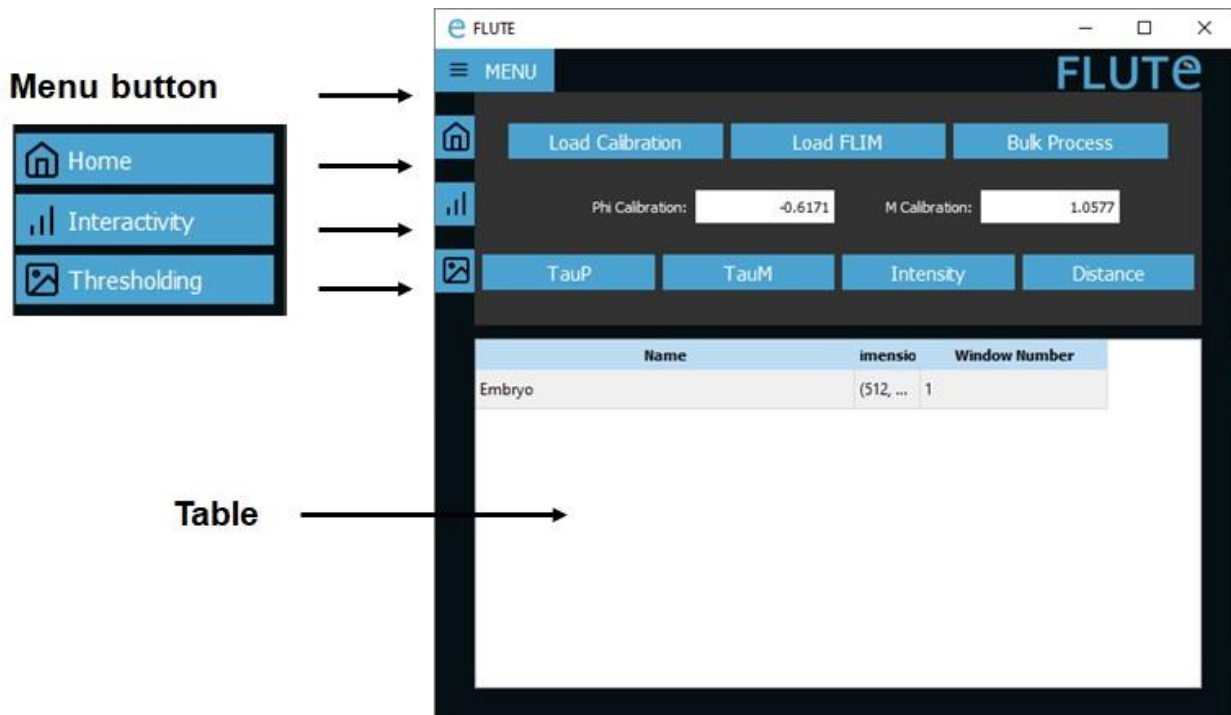 FLUTE
MENU
FLUTe
Menu button
Home
Interactivity
Thresholding
Load Calibration
Load FLIM
Bulk Process
Phi Calibration:
-0.6171
M Calibration:
1.0577
TauP
TauM
Intensity
Distance
Name
imensio
Window Number
Embryo
(512, ...
1
Table